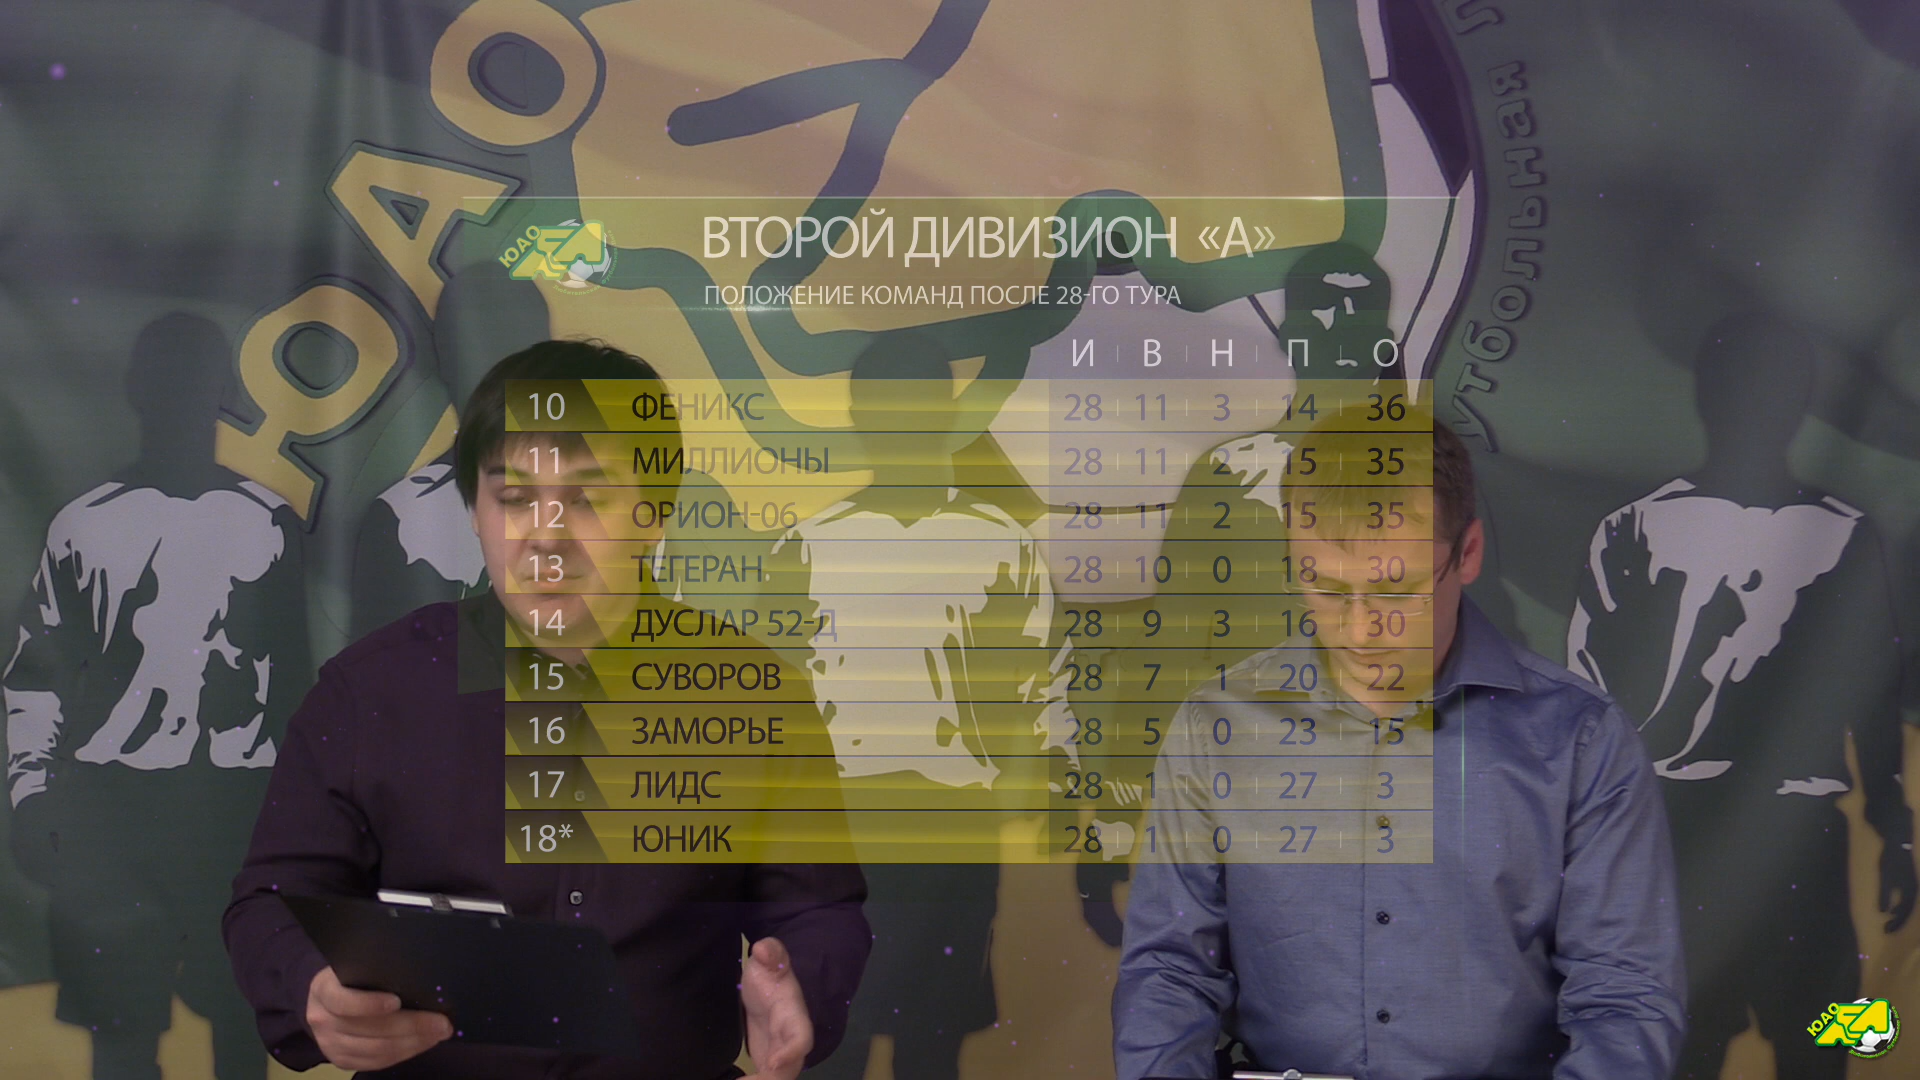 ЮАО
утбольная Л
ЮАО
ВТОРОЙ ДИВИЗИОН «А»
ПОЛОЖЕНИЕ КОМАНД ПОСЛЕ 28-ГО ТУРА
И В Н П О
10 ФЕНИКС 28 11 3 14 36
11 МИЛЛИОНЫ 28 11 2 15 35
12 ОРИОН-06 28 11 2 15 35
13 ТЕГЕРАН 28 10 0 18 30
14 ДУСЛАР 52-Д 28 9 3 16 30
15 СУВОРОВ 28 7 1 20 22
16 ЗАМОРЬЕ 28 5 0 23 15
17 ЛИДС 28 1 0 27 3
18* ЮНИК 28 1 0 27 3
ЮАО